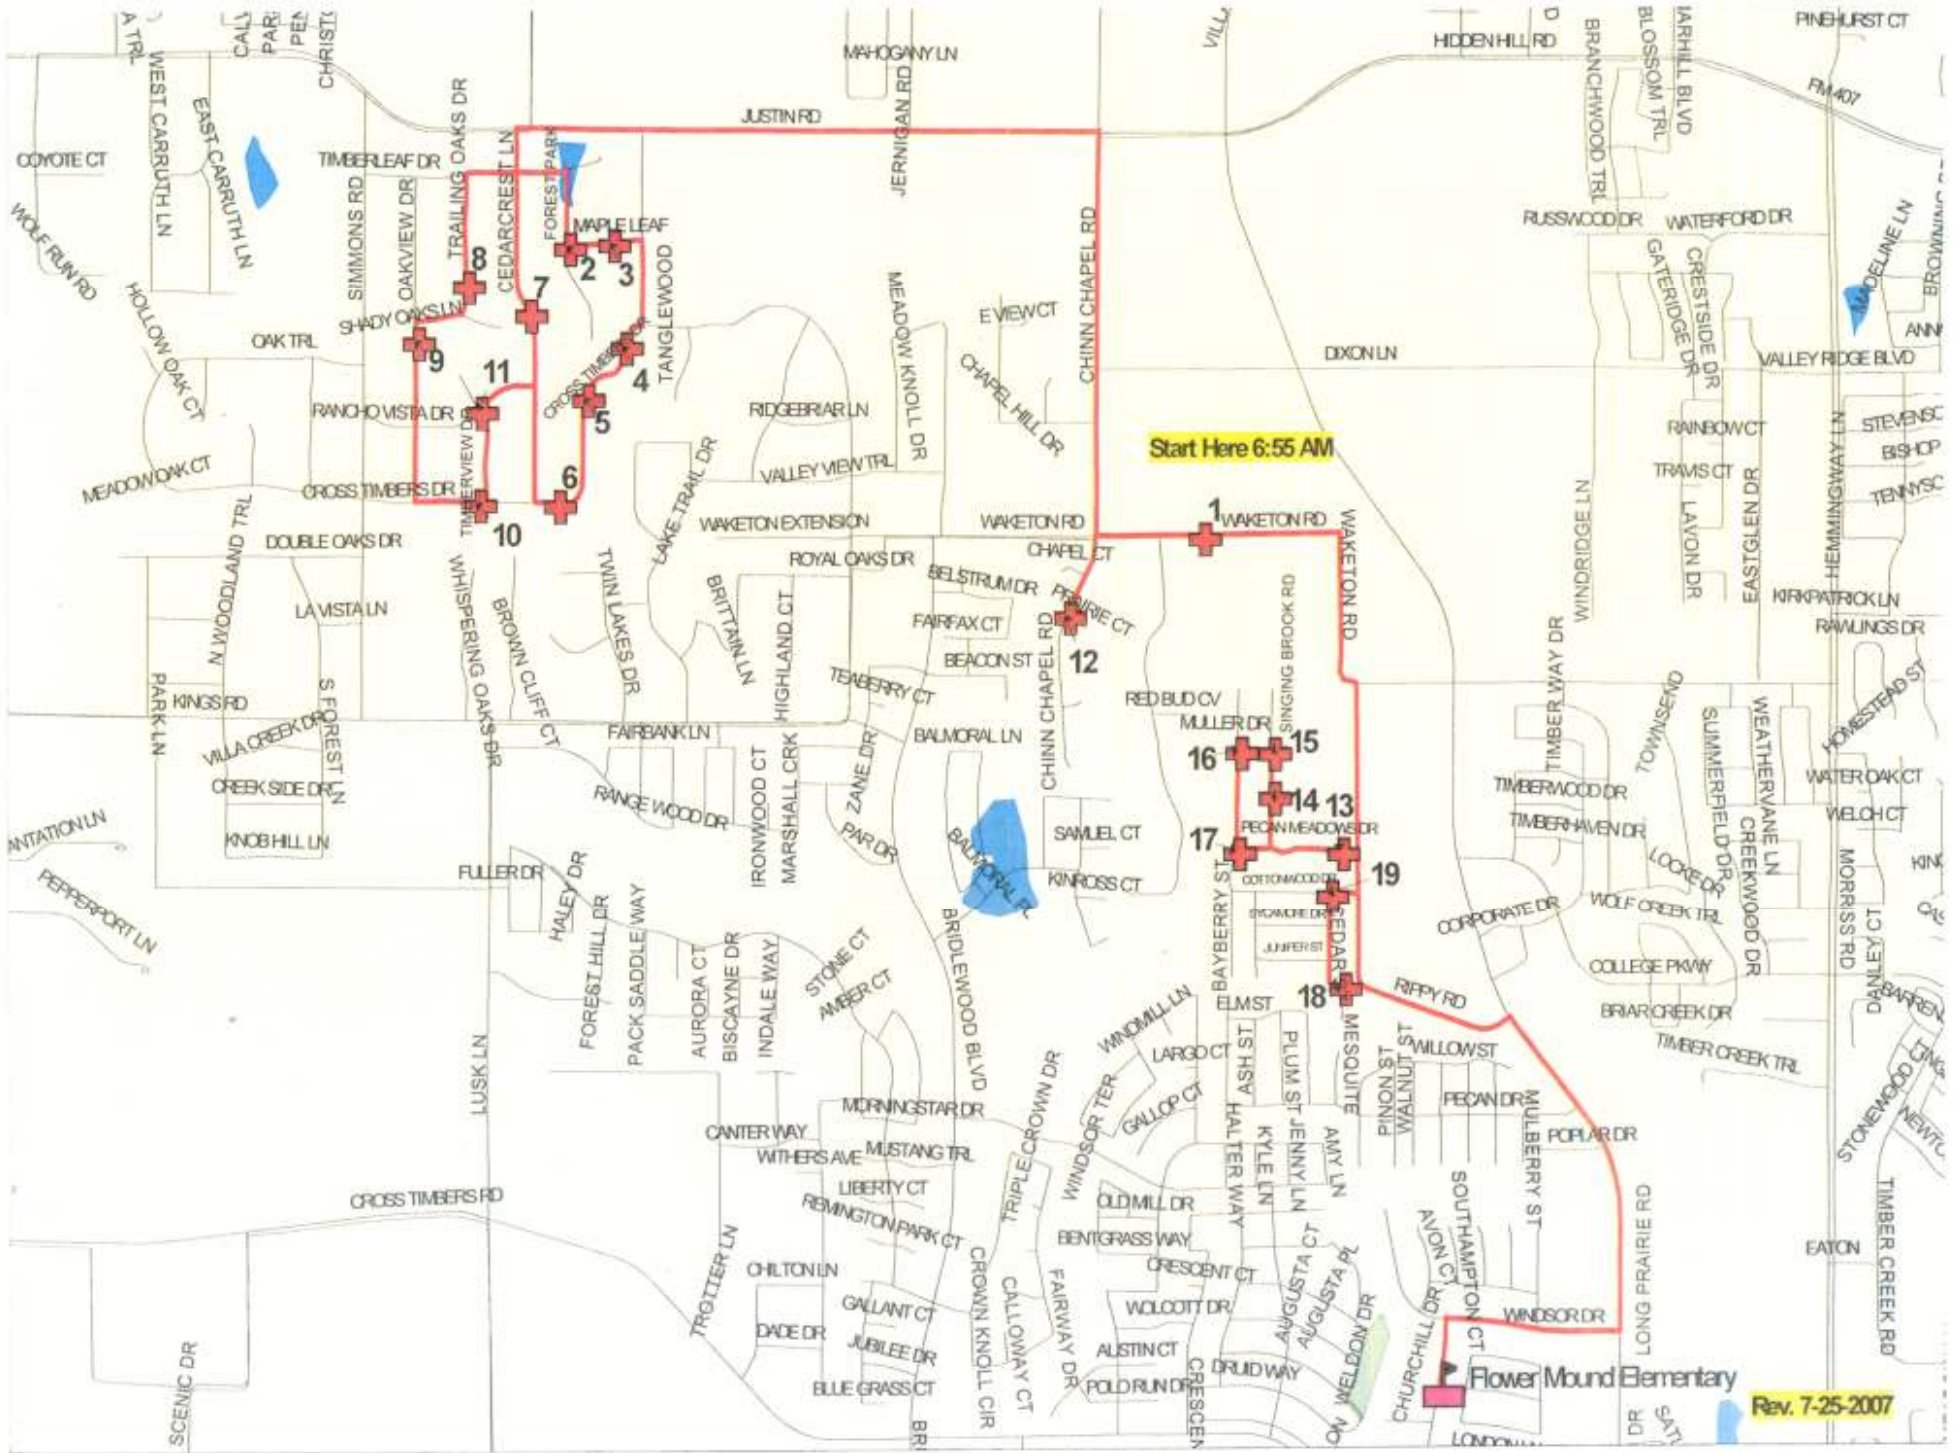 A TRL
PINEHURST CT
HIDDEN HILL RD
MAHOGANY LN
BRANCHWOOD TRL
BLOSSOM TRL
FM 407
WEST CARRUTH LN
EAST CARRUTH LN
JERNIGAN RD
JUSTIN RD
TRAILING OAKS DR
CEDARCREST LN
FOREST PARK
COYOTE CT
TIMBERLEAF DR
SIMMONS RD
OAKVIEW DR
MAPLE LEAF
TANGLEWOOD
CHINN CHAPEL RD
RUSSWOOD DR
WATERFORD DR
WOLF RUN RD
8
7
2
3
GATERIDGE DR
CRESTSIDE DR
MADELINE LN
HOLLOW OAK CT
SHADY OAKS LN
MEADOW KNOLL DR
E VIEW CT
OAK TRL
9
11
4
5
CHAPEL HILL DR
DIXON LN
VALLEY RIDGE BLVD
RANCHO VISTA DR
TIMBERVIEW DR
RIDGEBRIAR LN
Start Here 6:55 AM
RAINBOW CT
HEMMINGWAY LN
MEADOW OAK CT
CROSS TIMBERS DR
6
LAKE TRAIL DR
VALLEY VIEW TRL
TRAVIS CT
LAVON DR
EASTGLEN DR
WINDRIDGE LN
N WOODLAND TRL
10
WAKETON EXTENSION
WAKETON RD
1
WAKETON RD
WAKETON RD
DOUBLE OAKS DR
ROYAL OAKS DR
CHAPEL CT
WHISPERING OAKS DR
BROWN CLIFF CT
TWIN LAKES DR
BRITTAIN LN
HIGHLAND CT
BELSTRUM DR
PRAIRIE CT
SINGING BROOK RD
KIRKPATRICK LN
LA VISTA LN
FAIRFAX CT
RAWLINGS DR
BEACON ST
12
TIMBER WAY DR
PARK LN
KINGS RD
S FOREST LN
TEABERRY CT
CHINN CHAPEL RD
RED BUD CV
TOWNSEND
HOMESTEAD ST
VILLA CREEK DR
FAIRBANK LN
BALMORAL LN
MULLER DR
16
15
SUMMERFIELD DR
WEATHERVANE LN
CREEK SIDE DR
RANGE WOOD DR
IRONWOOD CT
MARSHALL CRK
ZANE DR
14
13
TIMBERWOOD DR
WATER OAK CT
KNOB HILL LN
PAR DR
SAMUEL CT
PECAN MEADOWS DR
TIMBERHAVEN DR
CREEKWOOD DR
WELCH CT
17
BALMORAL PL
FULLER DR
HALEY DR
KINROSS CT
COTTONWOOD DR
19
LOCKE DR
MORRISS RD
PEPPERPORT LN
FOREST HILL DR
PACK SADDLE WAY
BRIDLEWOOD BLVD
BAYBERRY ST
SYCAMORE DR
CEDAR
CORPORATE DR
WOLF CREEK TRL
AURORA CT
BISCAYNE DR
INDALE WAY
STONE CT
JUNIPER ST
COLLEGE PKWY
DANLEY CT
AMBER CT
WINDMILL LN
ELM ST
18
RIPPY RD
BRIAR CREEK DR
LUSK LN
LARGO CT
ASH ST
PLUM ST
MESQUITE
PINON ST
WALNUT ST
WILLOW ST
TIMBER CREEK TRL
MORNINGSTAR DR
TRIPLE CROWN DR
WINDSOR TER
GALLOP CT
PECAN DR
MULBERRY ST
STONEWOOD CT
CANTER WAY
WITHERS AVE
MUSTANG TRL
HALTER WAY
KYLE LN
JENNY LN
AMY LN
POPLAR DR
CROSS TIMBERS RD
LIBERTY CT
REMINGTON PARK CT
OLD MILL DR
SOUTHAMPTON CT
LONG PRAIRIE RD
TIMBER CREEK RD
TROTTER LN
BENTGRASS WAY
AVON CT
EATON
CHILTON LN
CROWN KNOLL CIR
CALLOWAY CT
FAIRWAY DR
CRESCENT CT
AUGUSTA CT
AUGUSTA PL
GALLANT CT
WOLCOTT DR
WINDSOR DR
DADE DR
JUBILEE DR
AUSTIN CT
DRUID WAY
WELDON DR
CHURCHILL DR
SCENIC DR
BLUE GRASS CT
POLO RUN DR
Flower Mound Elementary
Rev. 7-25-2007